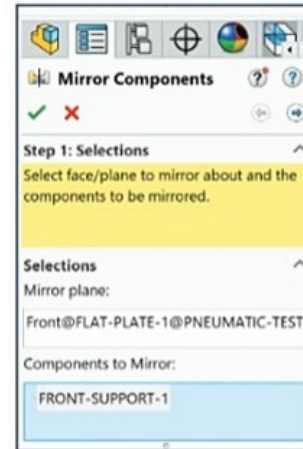 Mirror Components
Step 1: Selections
Select face/plane to mirror about and the
components to be mirrored.
Selections
Mirror plane:
Front@FLAT-PLATE-1@PNEUMATIC-TEST
Components to Mirror:
FRONT-SUPPORT-1